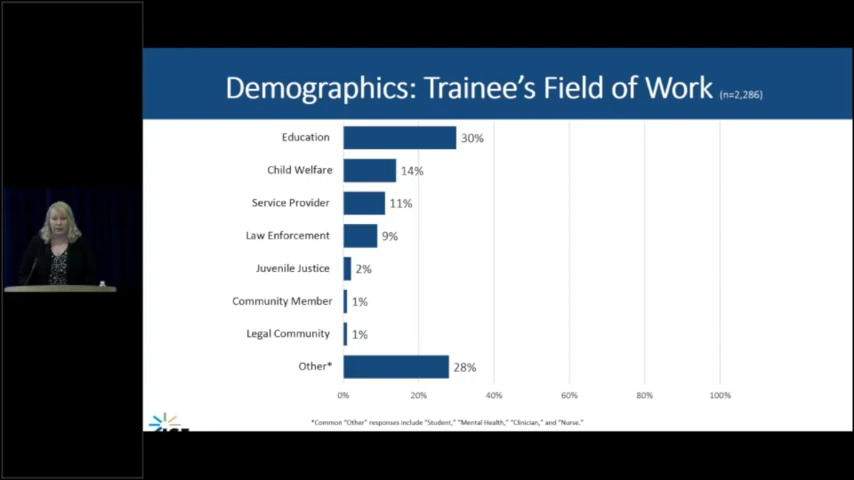 Demographics: Trainee's Field of Work (n=2,286)
Education 30%
Child Welfare 14%
Service Provider 11%
Law Enforcement 9%
Juvenile Justice 2%
Community Member 1%
Legal Community 1%
Other* 28%
0% 20% 40% 60% 80% 100%
*Common "Other" responses include "Student," "Mental Health," "Clinician," and "Nurse."